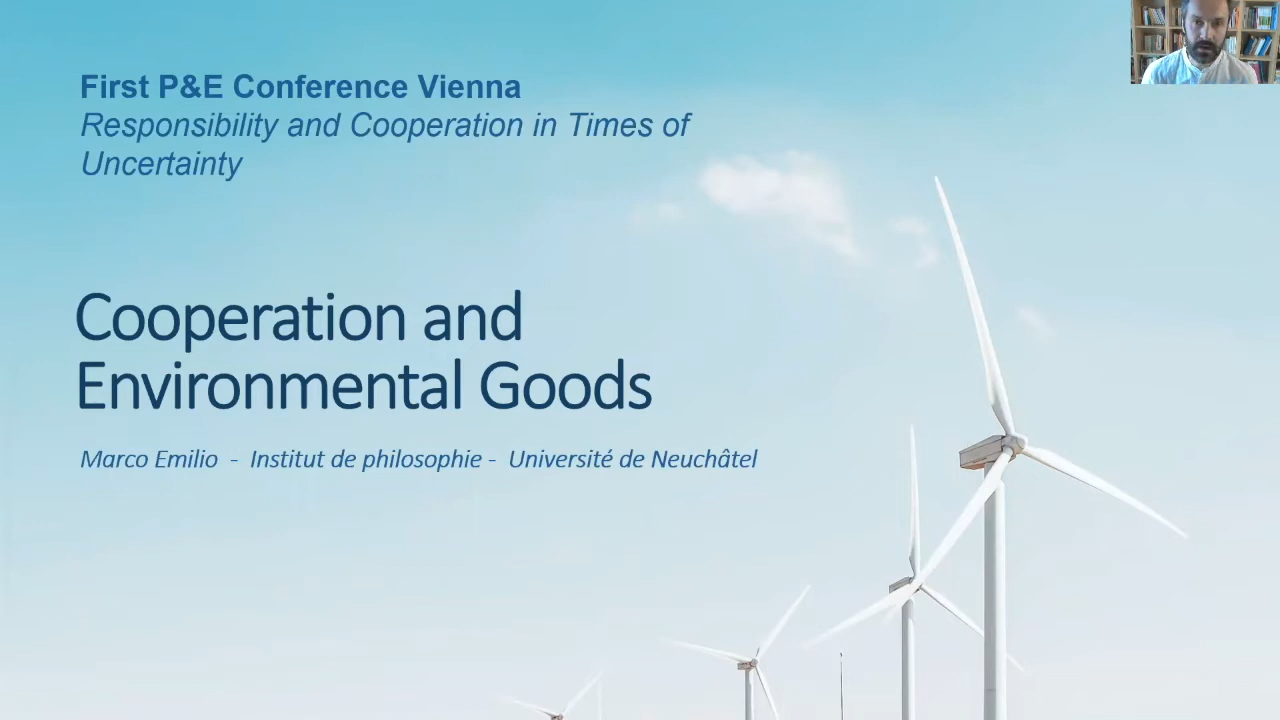 First P&E Conference Vienna
Responsibility and Cooperation in Times of
Uncertainty
Cooperation and
Environmental Goods
Marco Emilio - Institut de philosophie - Université de Neuchâtel